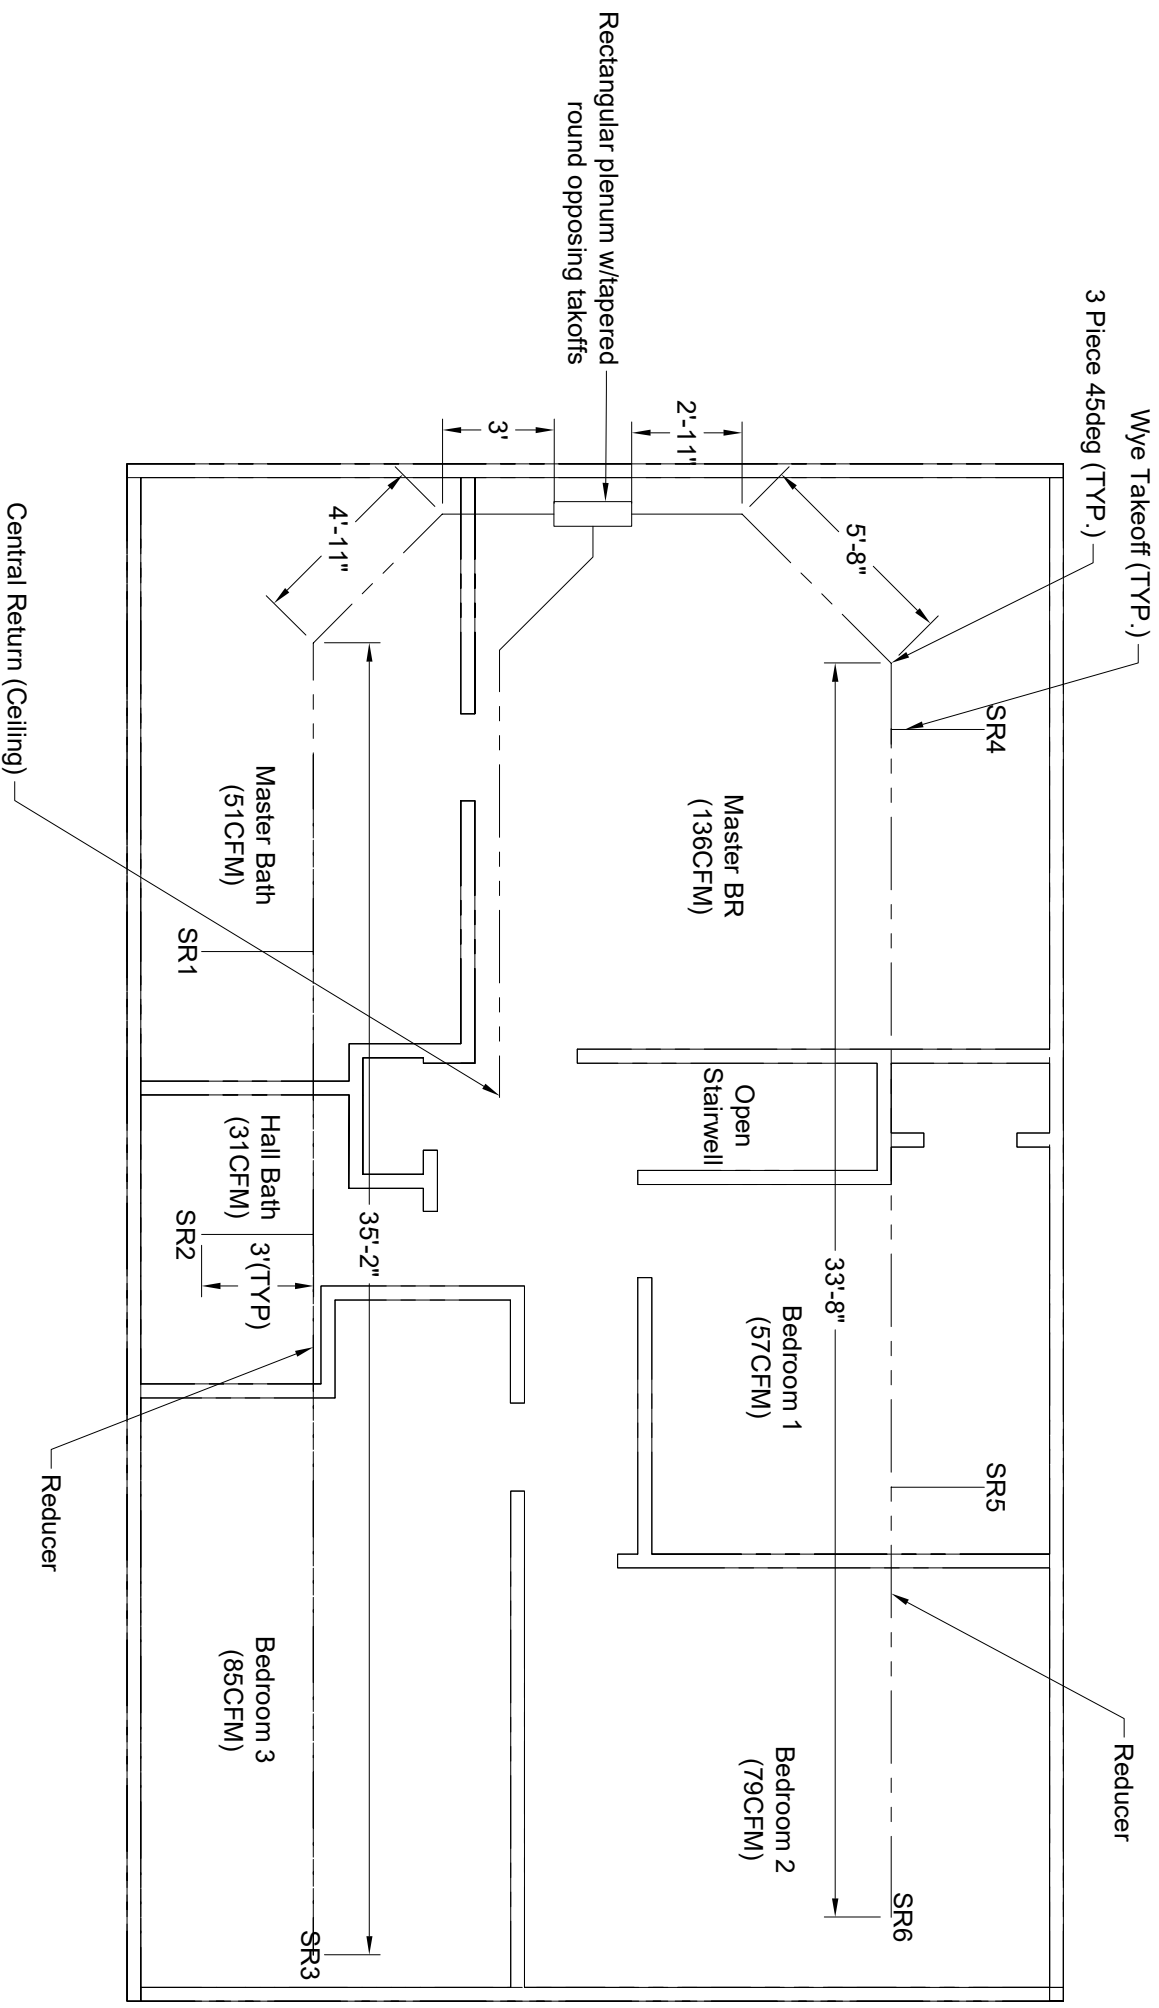 Wye Takeoff (TYP.)
3 Piece 45deg (TYP.)
Rectangular plenum w/tapered
round opposing takoffs
2'-11"
3'
5'-8"
4'-11"
SR4
Master BR
(136CFM)
Master Bath
(51CFM)
SR1
Central Return (Ceiling)
Open
Stairwell
Hall Bath
(31CFM)
SR2
3'(TYP)
35'-2"
33'-8"
Bedroom 1
(57CFM)
SR5
Reducer
Reducer
Bedroom 3
(85CFM)
Bedroom 2
(79CFM)
SR6
SR3